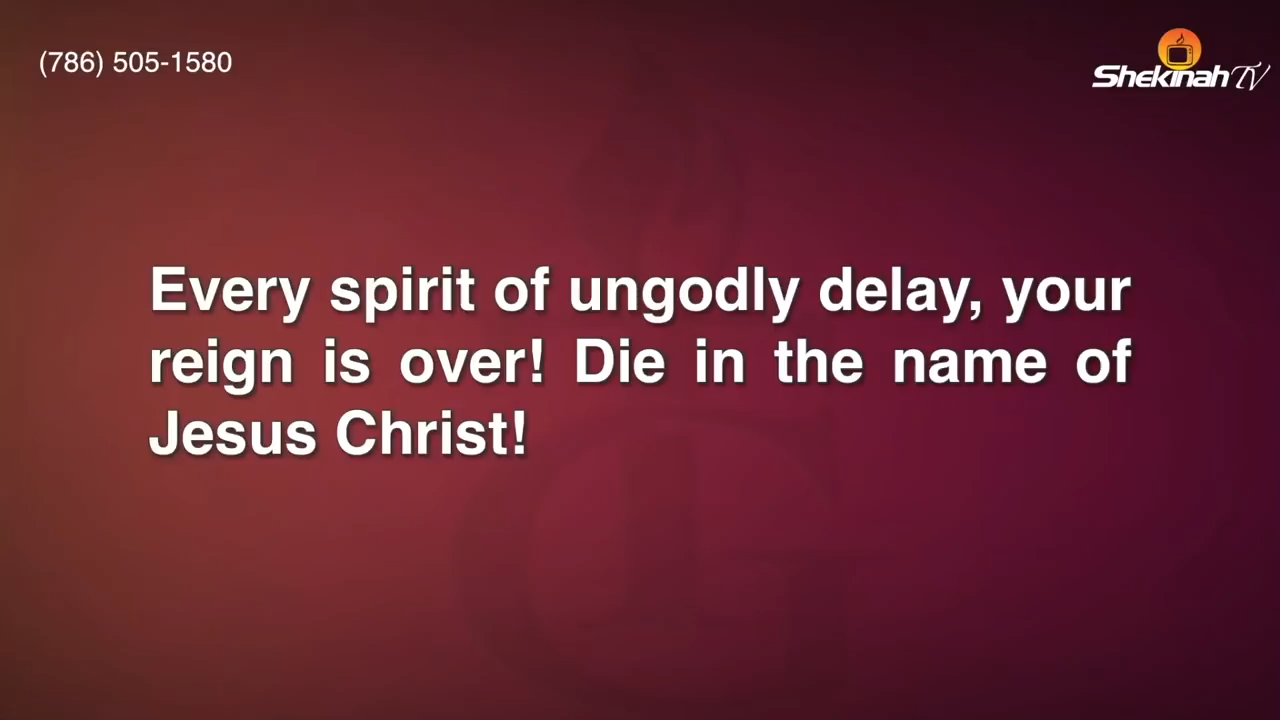 (786) 505-1580
Shekinah TV
Every spirit of ungodly delay, your
reign is over! Die in the name of
Jesus Christ!